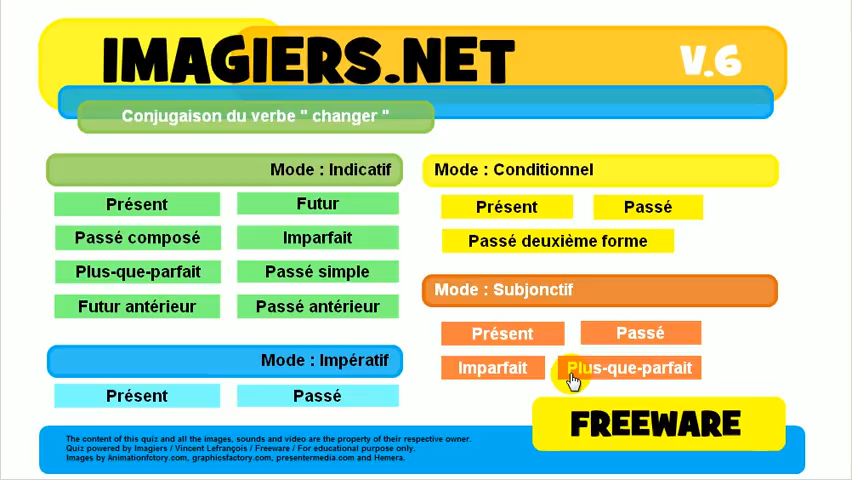 IMAGIERS.NET
V.6
Conjugaison du verbe " changer "
Mode : Indicatif
Présent
Futur
Passé composé
Imparfait
Plus-que-parfait
Passé simple
Futur antérieur
Passé antérieur
Mode : Impératif
Présent
Passé
Mode : Conditionnel
Présent
Passé
Passé deuxième forme
Mode : Subjonctif
Présent
Passé
Imparfait
Plus-que-parfait
FREEWARE
The content of this quiz and all the images, sounds and video are the property of their respective owner.
Quiz powered by Imagiers / Vincent Lefrançois / Freeware / For educational purpose only.
Images by Animationfctory.com, graphicsfactory.com, presentermedia.com and Hemera.